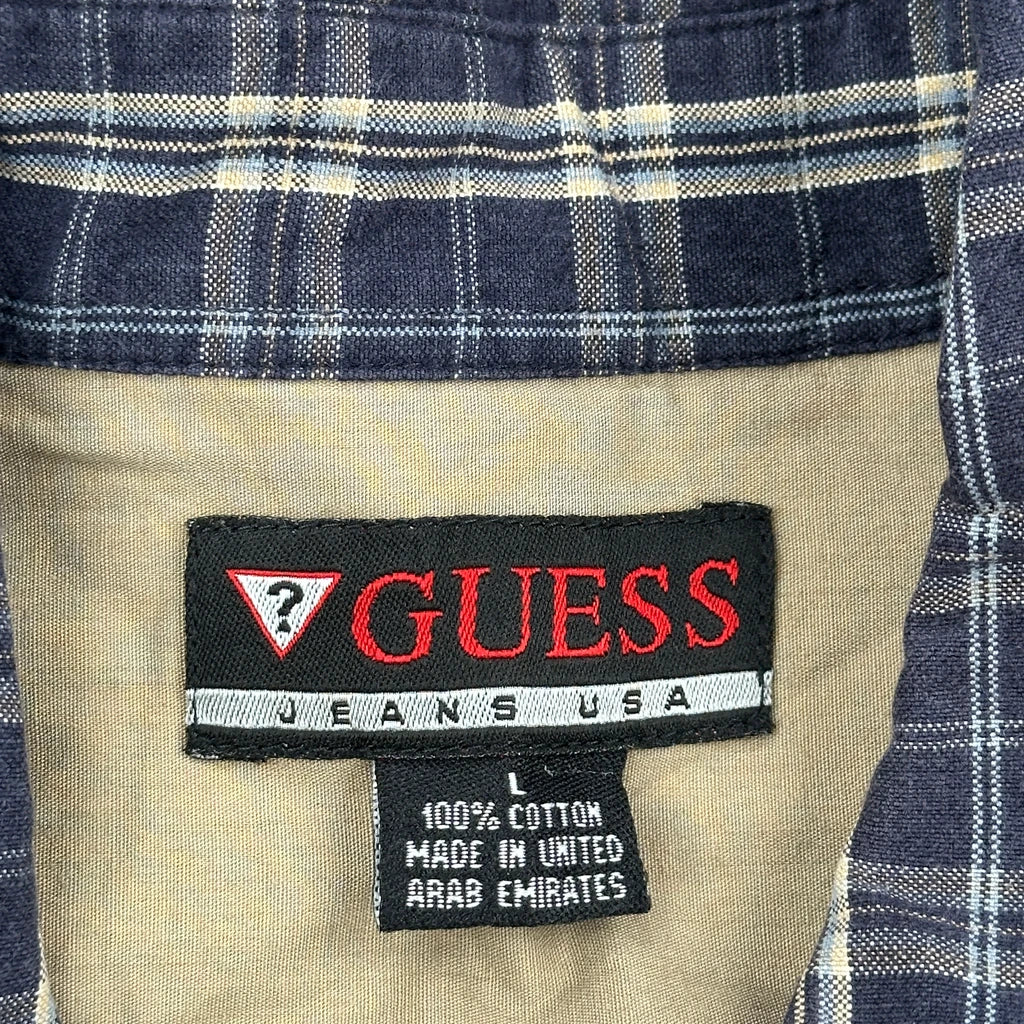 ? GUESS
JEANS USA
L
100% COTTON
MADE IN UNITED
ARAB EMIRATES